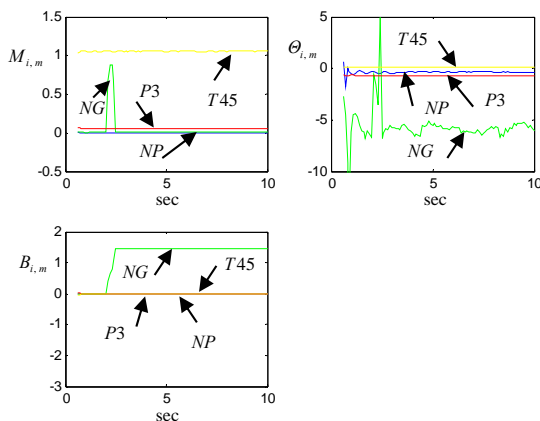 M_{i,m}
1.5
1
0.5
0
-0.5
NG
P3
T45
NP
0
5
10
sec
Θ_{i,m}
5
0
-5
-10
T45
NP
P3
NG
0
5
10
sec
B_{i,m}
2
1
0
-1
-2
-3
NG
T45
P3
NP
0
5
10
sec